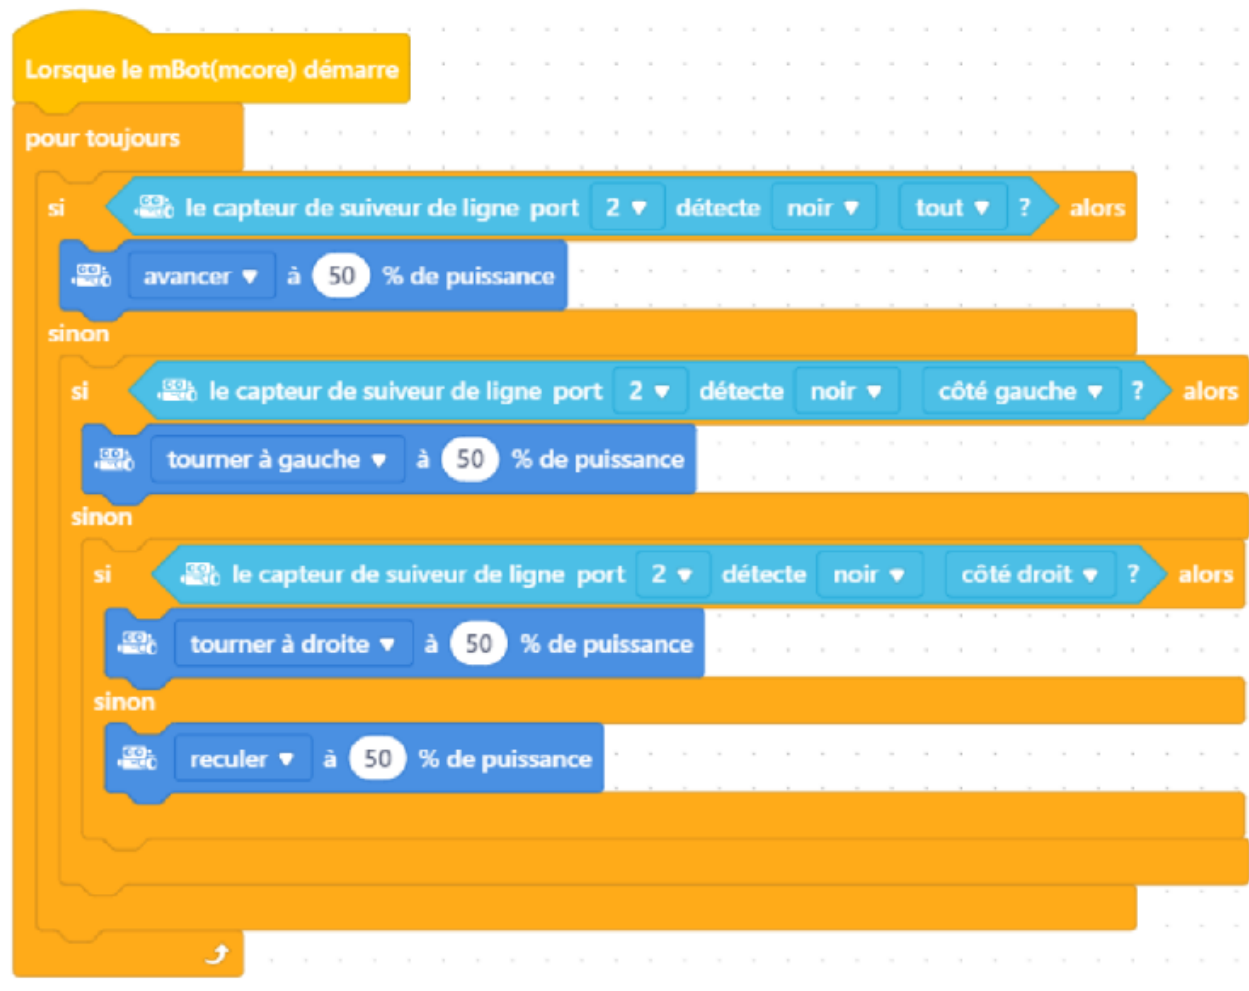 Lorsque le mBot(mcore) démarre
pour toujours
si le capteur de suiveur de ligne port 2 détecte noir tout ? alors
avancer à 50 % de puissance
sinon
si le capteur de suiveur de ligne port 2 détecte noir côté gauche ? alors
tourner à gauche à 50 % de puissance
sinon
si le capteur de suiveur de ligne port 2 détecte noir côté droit ? alors
tourner à droite à 50 % de puissance
sinon
reculer à 50 % de puissance